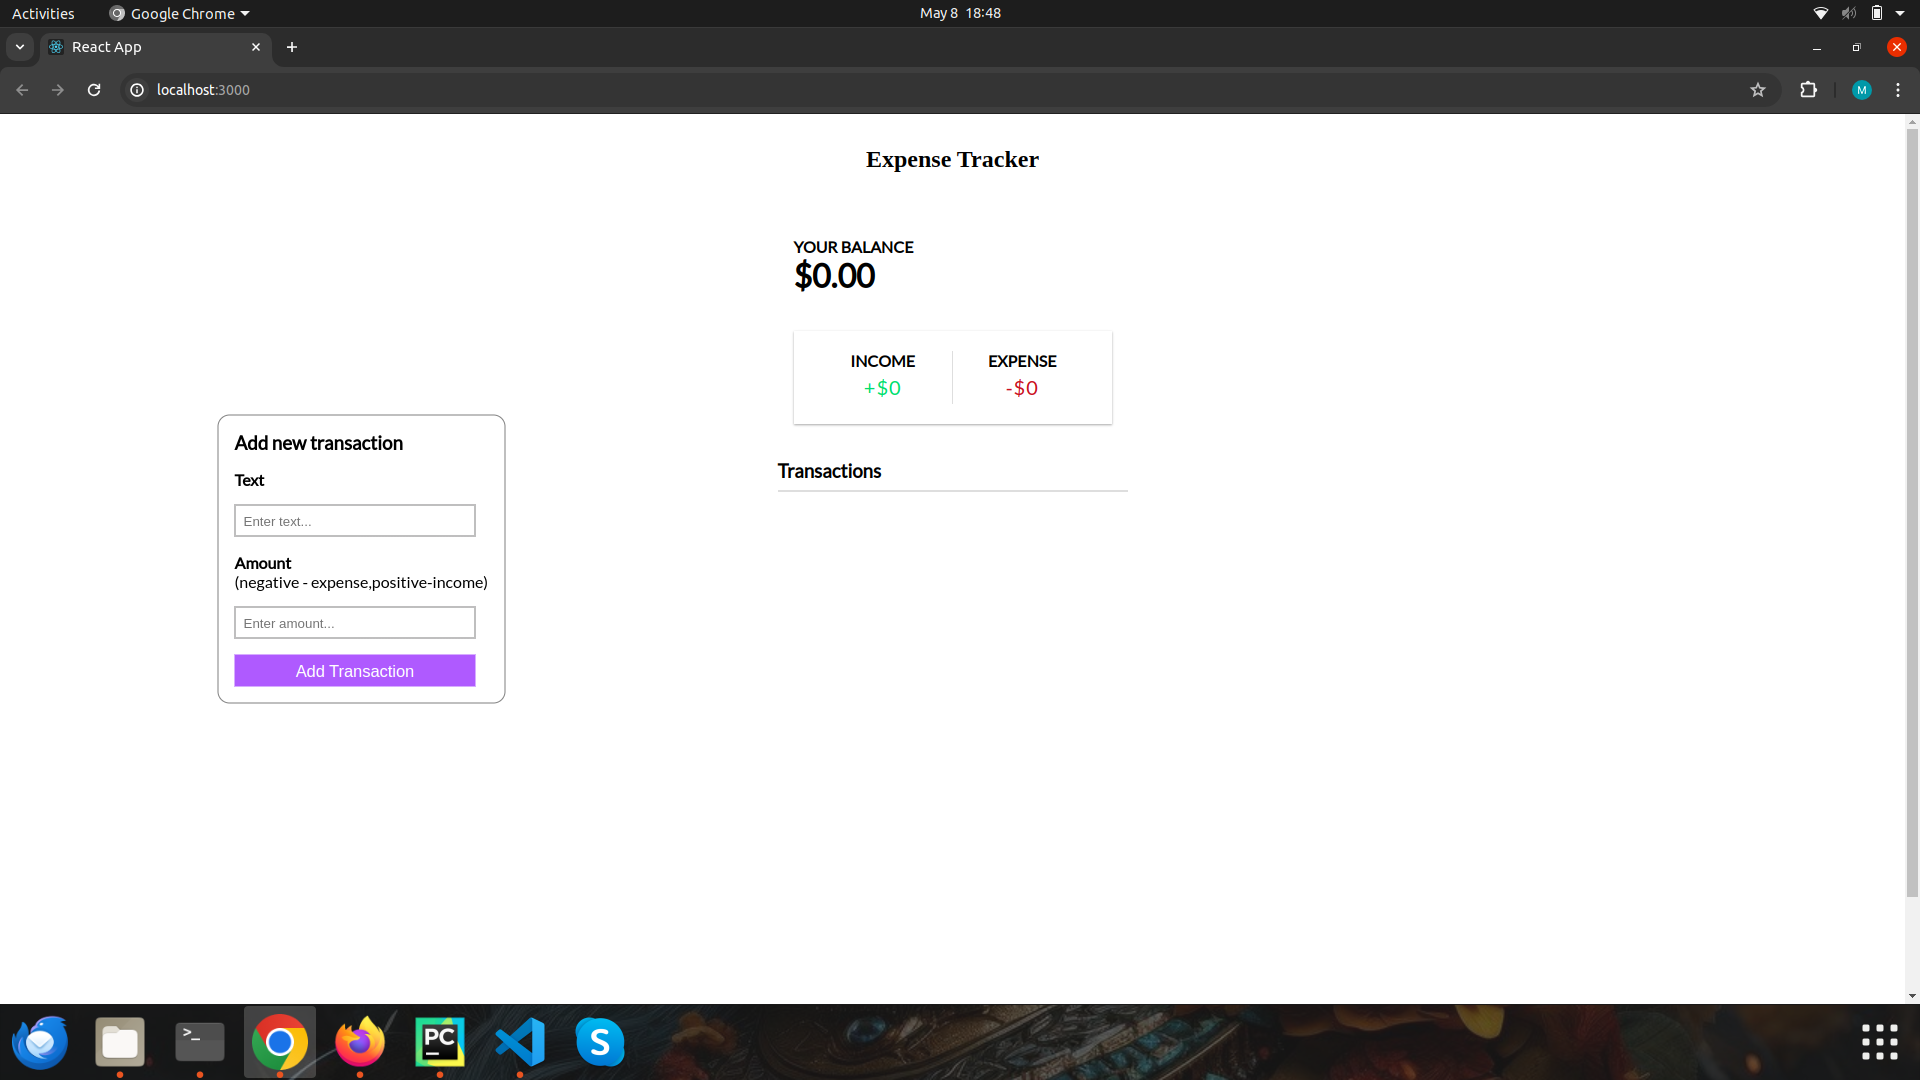 Activities
Google Chrome
May 8 18:48
React App
localhost:3000
M
Expense Tracker
YOUR BALANCE
$0.00
INCOME
EXPENSE
+$0
-$0
Add new transaction
Text
Enter text...
Amount
(negative - expense,positive-income)
Enter amount...
Add Transaction
Transactions
>_
PC
S